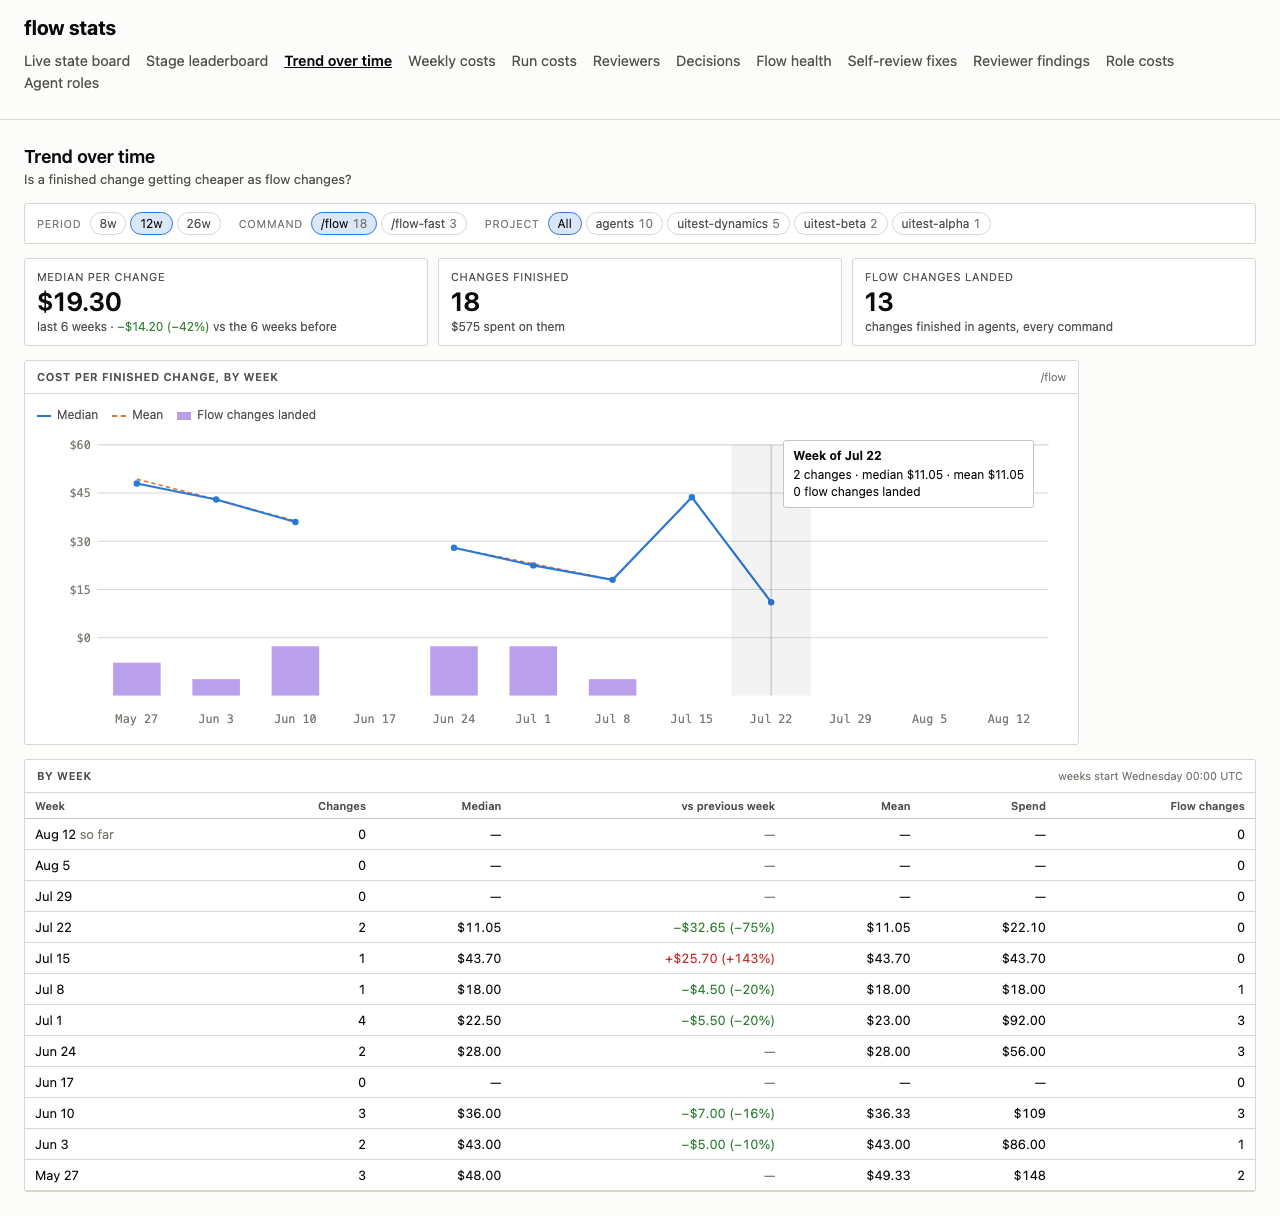 flow stats
Live state board Stage leaderboard Trend over time Weekly costs Run costs Reviewers Decisions Flow health Self-review fixes Reviewer findings Role costs
Agent roles
Trend over time
Is a finished change getting cheaper as flow changes?
PERIOD 8w 12w 26w COMMAND /flow 18 /flow-fast 3 PROJECT All agents 10 uitest-dynamics 5 uitest-beta 2 uitest-alpha 1
MEDIAN PER CHANGE
$19.30
last 6 weeks · −$14.20 (−42%) vs the 6 weeks before
CHANGES FINISHED
18
$575 spent on them
FLOW CHANGES LANDED
13
changes finished in agents, every command
COST PER FINISHED CHANGE, BY WEEK /flow
Median Mean Flow changes landed
$60
$45
$30
$15
$0
Week of Jul 22
2 changes · median $11.05 · mean $11.05
0 flow changes landed
May 27 Jun 3 Jun 10 Jun 17 Jun 24 Jul 1 Jul 8 Jul 15 Jul 22 Jul 29 Aug 5 Aug 12
BY WEEK weeks start Wednesday 00:00 UTC
Week Changes Median vs previous week Mean Spend Flow changes
Aug 12 so far 0 — — — — 0
Aug 5 0 — — — — 0
Jul 29 0 — — — — 0
Jul 22 2 $11.05 −$32.65 (−75%) $11.05 $22.10 0
Jul 15 1 $43.70 +$25.70 (+143%) $43.70 $43.70 0
Jul 8 1 $18.00 −$4.50 (−20%) $18.00 $18.00 1
Jul 1 4 $22.50 −$5.50 (−20%) $23.00 $92.00 3
Jun 24 2 $28.00 — $28.00 $56.00 3
Jun 17 0 — — — — 0
Jun 10 3 $36.00 −$7.00 (−16%) $36.33 $109 3
Jun 3 2 $43.00 −$5.00 (−10%) $43.00 $86.00 1
May 27 3 $48.00 — $49.33 $148 2